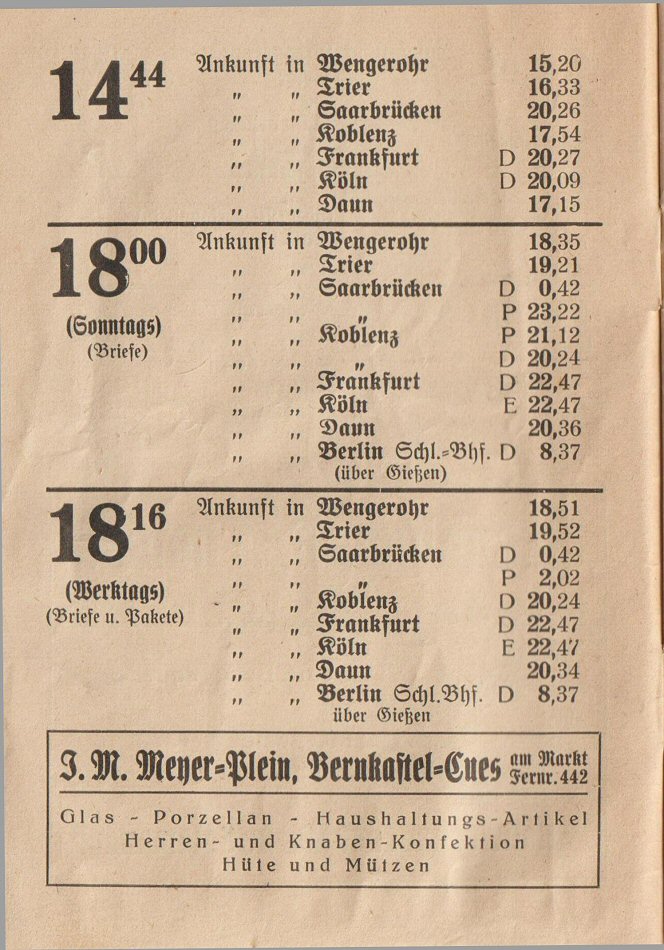 14⁴⁴ Ankunft in Wengerohr 15,20
„ „ Trier 16,33
„ „ Saarbrücken 20,26
„ „ Koblenz 17,54
„ „ Frankfurt D 20,27
„ „ Köln D 20,09
„ „ Daun 17,15
18⁰⁰ Ankunft in Wengerohr 18,35
„ „ Trier 19,21
„ „ Saarbrücken D 0,42
(Sonntags) „ „ „ P 23,22
„ „ Koblenz P 21,12
(Briefe) „ „ „ D 20,24
„ „ Frankfurt D 22,47
„ „ Köln E 22,47
„ „ Daun 20,36
„ „ Berlin Schl.-Bhf. D 8,37
(über Gießen)
18¹⁶ Ankunft in Wengerohr 18,51
„ „ Trier 19,52
„ „ Saarbrücken D 0,42
(Werktags) „ „ „ P 2,02
(Briefe u. Pakete) „ „ Koblenz D 20,24
„ „ Frankfurt D 22,47
„ „ Köln E 22,47
„ „ Daun 20,34
„ „ Berlin Schl.Bhf. D 8,37
über Gießen
J. M. Meyer-Plein, Bernkastel-Cues am Markt
Fernr. 442
Glas - Porzellan - Haushaltungs-Artikel
Herren- und Knaben-Konfektion
Hüte und Mützen